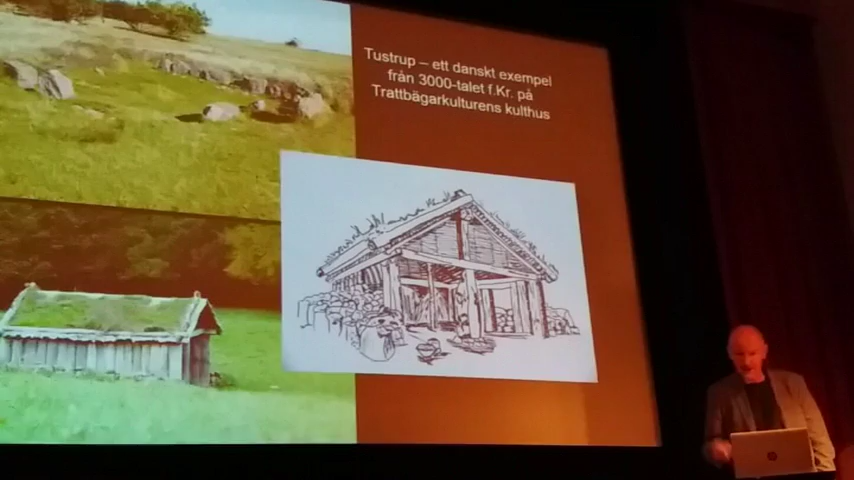 Tustrup – ett danskt exempel
från 3000-talet f.Kr. på
Trattbägarkulturens kulthus